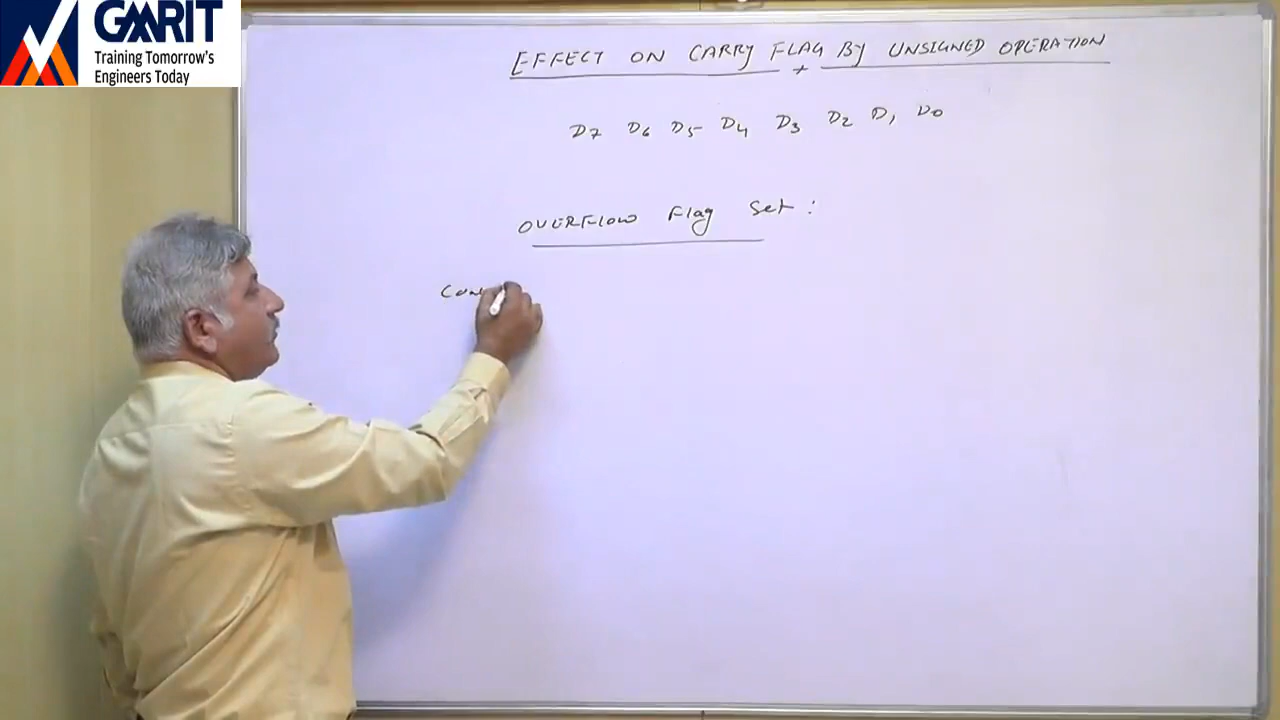 GMRIT
Training Tomorrow's
Engineers Today
EFFECT ON CARRY FLAG BY UNSIGNED OPERATION
D7 D6 D5 D4 D3 D2 D1 D0
OVERFLOW Flag Set :